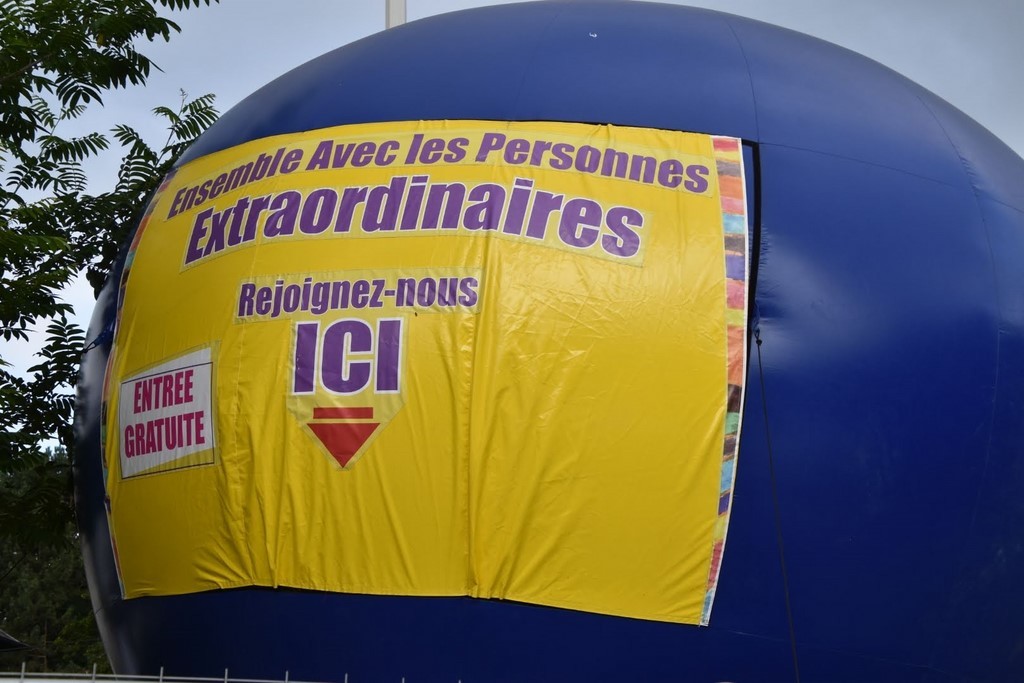 Ensemble Avec les Personnes
Extraordinaires
Rejoignez-nous
ICI
ENTREE
GRATUITE